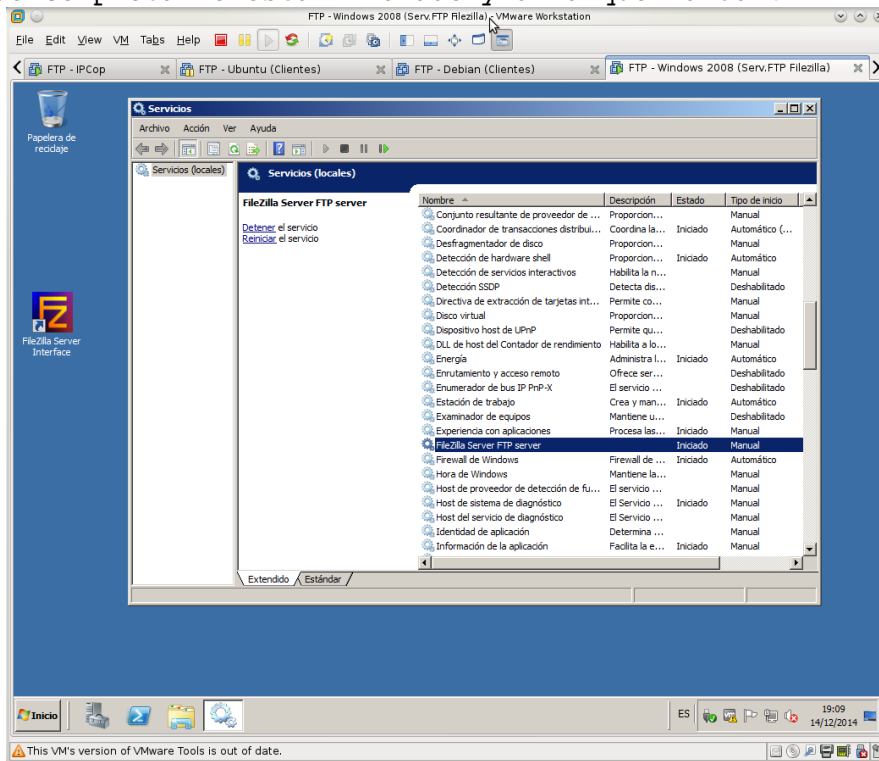 FTP - Windows 2008 (Serv.FTP Filezilla) - VMware Workstation
File Edit View VM Tabs Help
FTP - IPCop
FTP - Ubuntu (Clientes)
FTP - Debian (Clientes)
FTP - Windows 2008 (Serv.FTP Filezilla)
Papelera de
reciclaje
FileZilla Server
Interface
Servicios
Archivo Acción Ver Ayuda
Servicios (locales)
Servicios (locales)
FileZilla Server FTP server
Detener el servicio
Reiniciar el servicio
Nombre Descripción Estado Tipo de inicio
Conjunto resultante de proveedor de ... Proporcion... Manual
Coordinador de transacciones distribui... Coordina la... Iniciado Automático (...
Desfragmentador de disco Proporcion... Manual
Detección de hardware shell Proporcion... Iniciado Automático
Detección de servicios interactivos Habilita la n... Manual
Detección SSDP Detecta dis... Deshabilitado
Directiva de extracción de tarjetas int... Permite co... Manual
Disco virtual Proporcion... Manual
Dispositivo host de UPnP Permite qu... Deshabilitado
DLL de host del Contador de rendimiento Habilita a lo... Manual
Energía Administra l... Iniciado Automático
Enrutamiento y acceso remoto Ofrece ser... Deshabilitado
Enumerador de bus IP PnP-X El servicio ... Deshabilitado
Estación de trabajo Crea y man... Iniciado Automático
Examinador de equipos Mantiene u... Deshabilitado
Experiencia con aplicaciones Procesa las... Iniciado Manual
FileZilla Server FTP server Iniciado Manual
Firewall de Windows Firewall de ... Iniciado Automático
Hora de Windows Mantiene la... Manual
Host de proveedor de detección de fu... El servicio ... Manual
Host de sistema de diagnóstico El Servicio ... Iniciado Manual
Host del servicio de diagnóstico El Servicio ... Manual
Identidad de aplicación Determina ... Manual
Información de la aplicación Facilita la e... Iniciado Manual
Extendido Estándar
Inicio
ES
19:09
14/12/2014
This VM's version of VMware Tools is out of date.